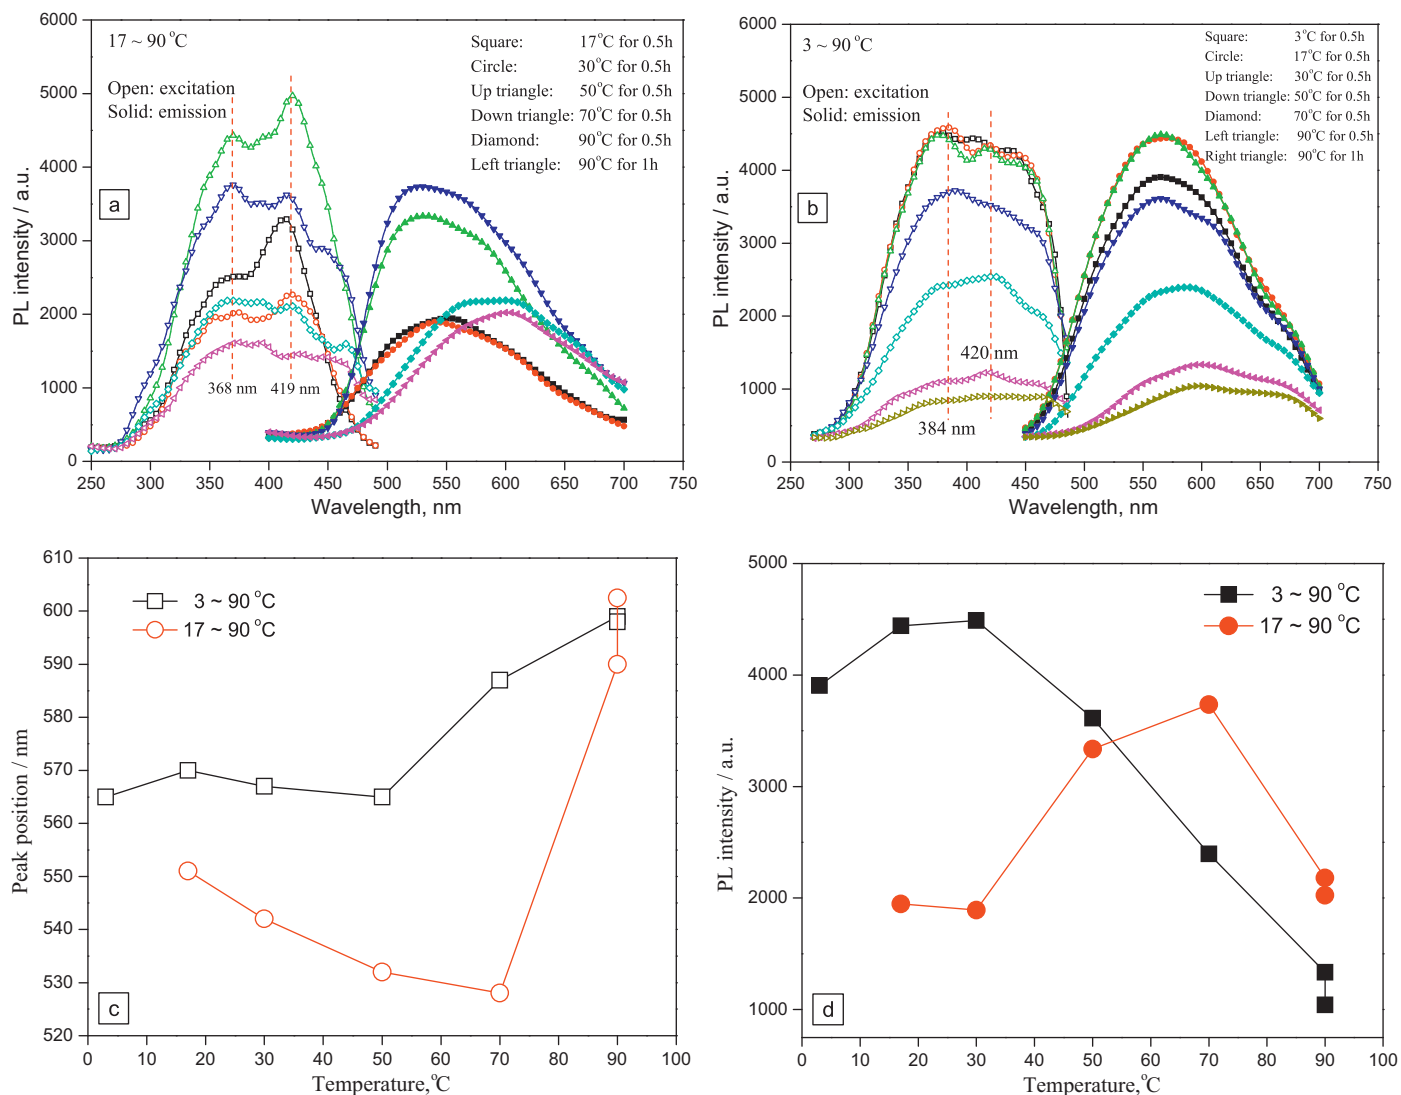 17 ~ 90 °C
Open: excitation
Solid: emission
Square: 17°C for 0.5h
Circle: 30°C for 0.5h
Up triangle: 50°C for 0.5h
Down triangle: 70°C for 0.5h
Diamond: 90°C for 0.5h
Left triangle: 90°C for 1h
a
368 nm
419 nm
PL intensity / a.u.
6000
5000
4000
3000
2000
1000
0
250 300 350 400 450 500 550 600 650 700 750
Wavelength, nm
3 ~ 90 °C
Open: excitation
Solid: emission
Square: 3°C for 0.5h
Circle: 17°C for 0.5h
Up triangle: 30°C for 0.5h
Down triangle: 50°C for 0.5h
Diamond: 70°C for 0.5h
Left triangle: 90°C for 0.5h
Right triangle: 90°C for 1h
b
420 nm
384 nm
PL intensity / a.u.
6000
5000
4000
3000
2000
1000
0
250 300 350 400 450 500 550 600 650 700 750
Wavelength, nm
3 ~ 90 °C
17 ~ 90 °C
c
Peak position / nm
610
600
590
580
570
560
550
540
530
520
0 10 20 30 40 50 60 70 80 90 100
Temperature,°C
3 ~ 90 °C
17 ~ 90 °C
d
PL intensity / a.u.
5000
4000
3000
2000
1000
0 10 20 30 40 50 60 70 80 90 100
Temperature,°C